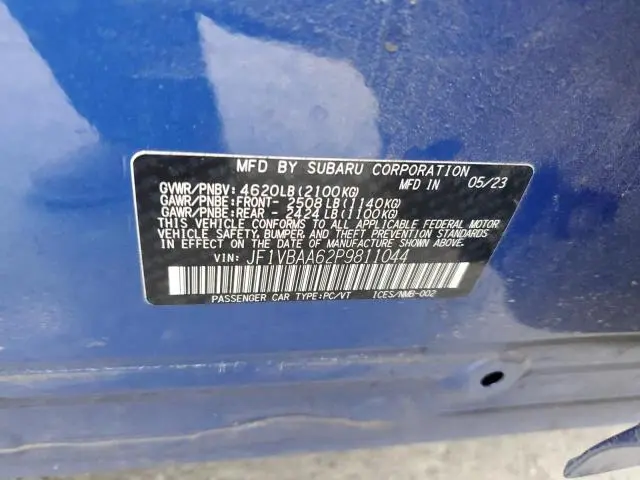 MFD BY SUBARU CORPORATION
GVWR/PNBV: 4620LB(2100KG) MFD IN 05/23
GAWR/PNBE:FRONT- 2508LB(1140KG)
GAWR/PNBE:REAR - 2424LB(1100KG)
THIS VEHICLE CONFORMS TO ALL APPLICABLE FEDERAL MOTOR
VEHICLE SAFETY, BUMPER, AND THEFT PREVENTION STANDARDS
IN EFFECT ON THE DATE OF MANUFACTURE SHOWN ABOVE.
VIN: JF1VBAA62P9811044
PASSENGER CAR TYPE:PC/VT ICES/NMB-002